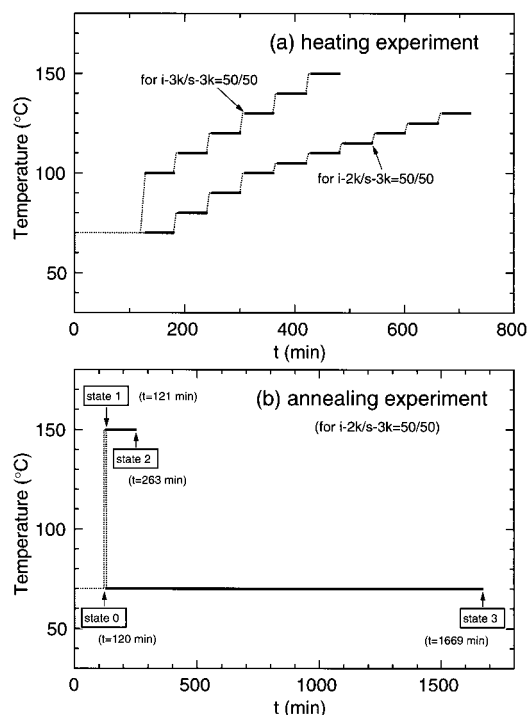 (a) heating experiment
for i-3k/s-3k=50/50
for i-2k/s-3k=50/50
Temperature (°C)
150
100
50
0 200 400 600 800
t (min)
(b) annealing experiment
(for i-2k/s-3k=50/50)
state 1 (t=121 min)
state 2
(t=263 min)
state 0
(t=120 min)
state 3
(t=1669 min)
Temperature (°C)
150
100
50
0 500 1000 1500
t (min)